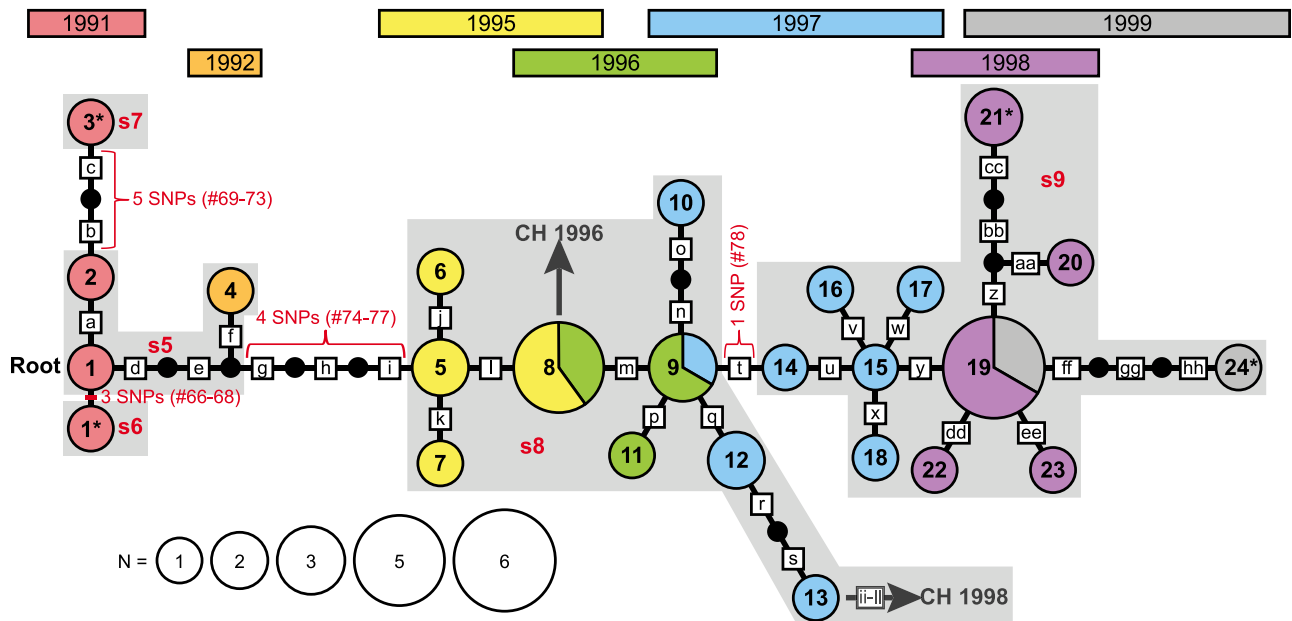 1991
1995
1997
1999
1992
1996
1998
3*
s7
21*
c
cc
s9
5 SNPs (#69-73)
10
b
bb
CH 1996
o
1 SNP (#78)
2
6
aa
20
4
n
16
17
z
a
4 SNPs (#74-77)
j
f
v
w
s5
Root
1
d
e
g
h
i
5
l
8
m
9
t
14
u
15
y
19
ff
gg
hh
24*
3 SNPs (#66-68)
k
p
q
x
dd
ee
1*
s6
s8
7
11
12
18
22
23
r
N =
1
2
3
5
6
s
13
ii-ll
CH 1998